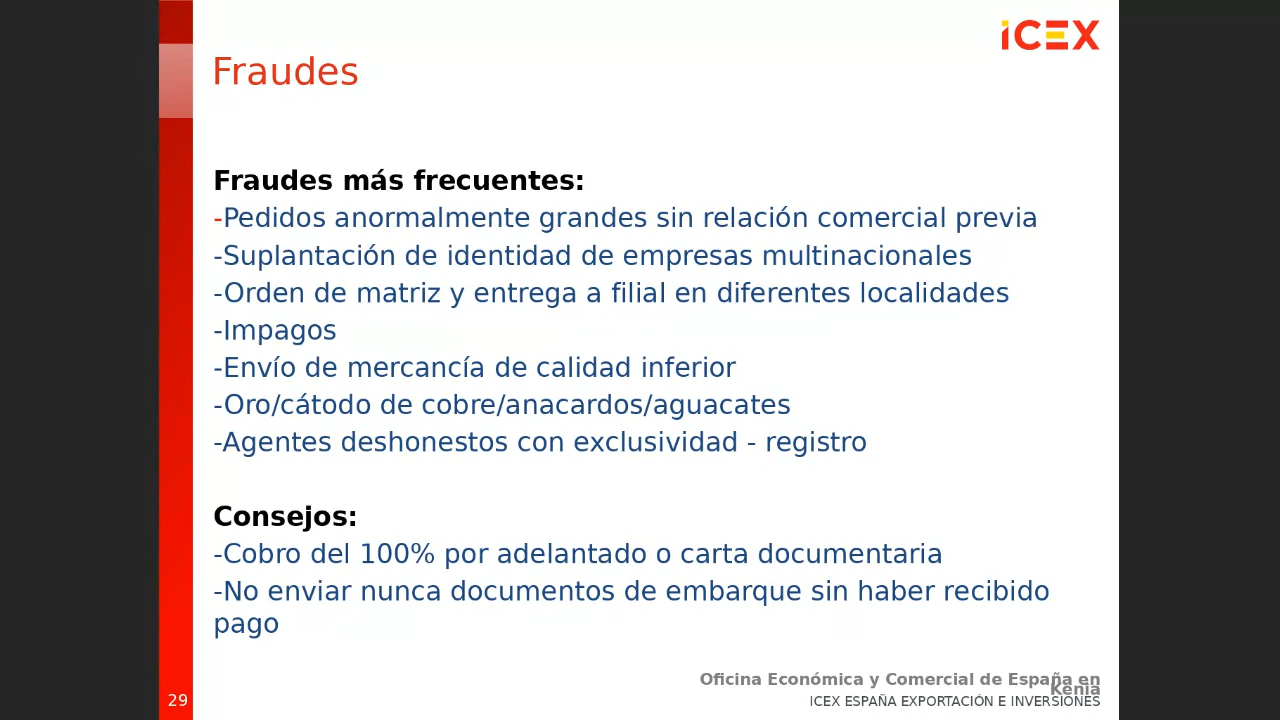 iCEX
Fraudes
Fraudes más frecuentes:
-Pedidos anormalmente grandes sin relación comercial previa
-Suplantación de identidad de empresas multinacionales
-Orden de matriz y entrega a filial en diferentes localidades
-Impagos
-Envío de mercancía de calidad inferior
-Oro/cátodo de cobre/anacardos/aguacates
-Agentes deshonestos con exclusividad - registro
Consejos:
-Cobro del 100% por adelantado o carta documentaria
-No enviar nunca documentos de embarque sin haber recibido
pago
Oficina Económica y Comercial de España en
Kenia
ICEX ESPAÑA EXPORTACIÓN E INVERSIONES
29